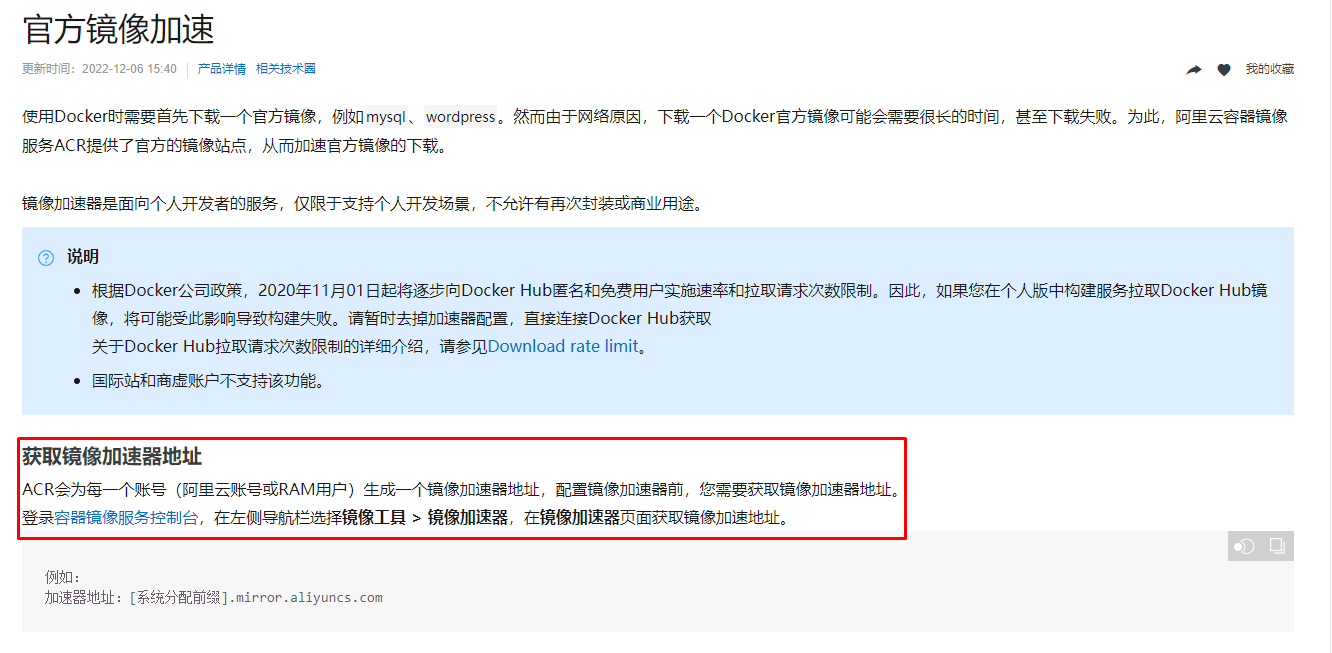 官方镜像加速
更新时间：2022-12-06 15:40 产品详情 相关技术圈 我的收藏
使用Docker时需要首先下载一个官方镜像，例如mysql、wordpress。然而由于网络原因，下载一个Docker官方镜像可能会需要很长的时间，甚至下载失败。为此，阿里云容器镜像
服务ACR提供了官方的镜像站点，从而加速官方镜像的下载。
镜像加速器是面向个人开发者的服务，仅限于支持个人开发场景，不允许有再次封装或商业用途。
说明
根据Docker公司政策，2020年11月01日起将逐步向Docker Hub匿名和免费用户实施速率和拉取请求次数限制。因此，如果您在个人版中构建服务拉取Docker Hub镜
像，将可能受此影响导致构建失败。请暂时去掉加速器配置，直接连接Docker Hub获取
关于Docker Hub拉取请求次数限制的详细介绍，请参见Download rate limit。
国际站和商虚账户不支持该功能。
获取镜像加速器地址
ACR会为每一个账号（阿里云账号或RAM用户）生成一个镜像加速器地址，配置镜像加速器前，您需要获取镜像加速器地址。
登录容器镜像服务控制台，在左侧导航栏选择镜像工具 > 镜像加速器，在镜像加速器页面获取镜像加速地址。
例如：
加速器地址：[系统分配前缀].mirror.aliyuncs.com